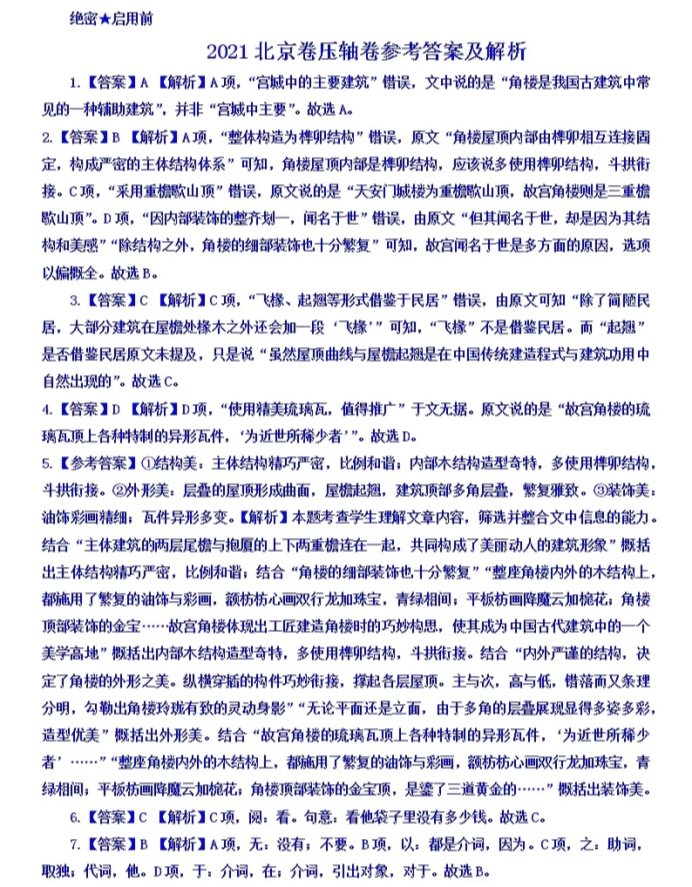 绝密★启用前
2021北京卷压轴卷参考答案及解析
1.【答案】A 【解析】A项，“宫城中的主要建筑”错误，文中说的是“角楼是我国古建筑中常
见的一种辅助建筑”，并非“宫城中主要”。故选A。
2.【答案】B 【解析】A项，“整体构造为榫卯结构”错误，原文“角楼屋顶内部由榫卯相互连接固
定，构成严密的主体结构体系”可知，角楼屋顶内部是榫卯结构，应该说多使用榫卯结构，斗拱衔
接。C项，“采用重檐歇山顶”错误，原文说的是“天安门城楼为重檐歇山顶，故宫角楼则是三重檐
歇山顶”。D项，“因内部装饰的整齐划一，闻名于世”错误，由原文“但其闻名于世，却是因为其结
构和美感”“除结构之外，角楼的细部装饰也十分繁复”可知，故宫闻名于世是多方面的原因，选项
以偏概全。故选B。
3.【答案】C 【解析】C项，“飞椽、起翘等形式借鉴于民居”错误，由原文可知“除了简陋民
居，大部分建筑在屋檐处椽木之外还会加一段‘飞椽’”可知，“飞椽”不是借鉴民居。而“起翘”
是否借鉴民居原文未提及，只是说“虽然屋顶曲线与屋檐起翘是在中国传统建造程式与建筑功用中
自然出现的”。故选C。
4.【答案】D 【解析】D项，“使用精美琉璃瓦，值得推广”于文无据。原文说的是“故宫角楼的琉
璃瓦顶上各种特制的异形瓦件，‘为近世所稀少者’”。故选D。
5.【参考答案】①结构美：主体结构精巧严密，比例和谐；内部木结构造型奇特，多使用榫卯结构，
斗拱衔接。②外形美：层叠的屋顶形成曲面，屋檐起翘，建筑顶部多角层叠，繁复雅致。③装饰美：
油饰彩画精细；瓦件异形多变。【解析】本题考查学生理解文章内容，筛选并整合文中信息的能力。
结合“主体建筑的两层尾檐与抱厦的上下两重檐连在一起，共同构成了美丽动人的建筑形象”概括
出主体结构精巧严密，比例和谐；结合“角楼的细部装饰也十分繁复”“整座角楼内外的木结构上，
都施用了繁复的油饰与彩画，额枋枋心画双行龙加珠宝，青绿相间；平板枋画降魔云加栀花；角楼
顶部装饰的金宝……故宫角楼体现出工匠建造角楼时的巧妙构思，使其成为中国古代建筑中的一个
美学高地”概括出内部木结构造型奇特，多使用榫卯结构，斗拱衔接。结合“内外严谨的结构，决
定了角楼的外形之美。纵横穿插的构件巧妙衔接，撑起各层屋顶。主与次，高与低，错落而又条理
分明，勾勒出角楼玲珑有致的灵动身影”“无论平面还是立面，由于多角的层叠展现显得多姿多彩，
造型优美”概括出外形美。结合“故宫角楼的琉璃瓦顶上各种特制的异形瓦件，‘为近世所稀少
者’……”“整座角楼内外的木结构上，都施用了繁复的油饰与彩画，额枋枋心画双行龙加珠宝，青
绿相间；平板枋画降魔云加栀花；角楼顶部装饰的金宝顶，是鎏了三道黄金的……”概括出装饰美。
6.【答案】C 【解析】C项，阅：看。句意：看他袋子里没有多少钱。故选C。
7.【答案】B 【解析】A项，无：没有；不要。B项，以：都是介词，因为。C项，之：助词，
取独；代词，他。D项，于：介词，在；介词，引出对象，对于。故选B。